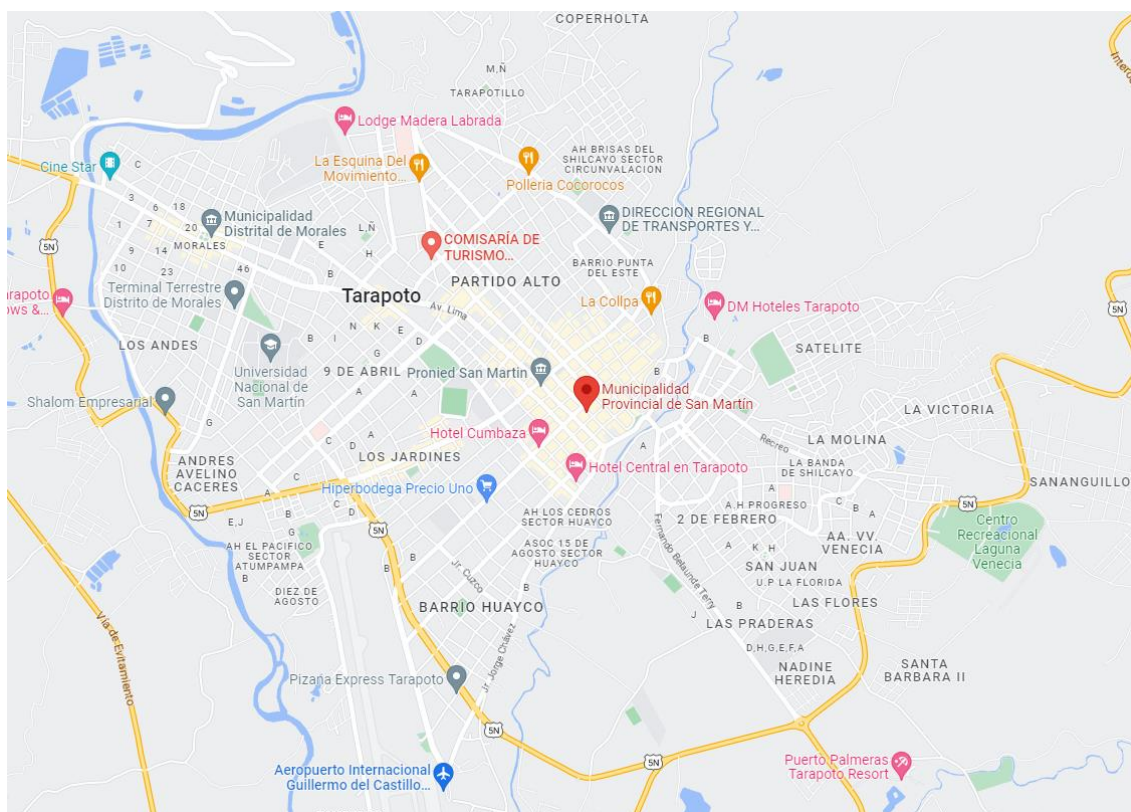 COPERHOLTA
M,Ñ
TARAPOTILLO
Lodge Madera Labrada
AH BRISAS DEL
SHILCAYO SECTOR
CIRCUNVALACION
La Esquina Del
Movimiento...
Polleria Cocorocos
Cine Star
C
3
6
18
1
7
20
Municipalidad
Distrital de Morales
L,Ñ
DIRECCION REGIONAL
DE TRANSPORTES Y...
5N
9
14
MORALES
E
H
COMISARÍA DE
TURISMO...
10
23
46
B
BARRIO PUNTA
DEL ESTE
PARTIDO ALTO
Terminal Terrestre
Distrito de Morales
Tarapoto
Av. Lima
La Collpa
DM Hoteles Tarapoto
5N
arapoto
ows &...
LOS ANDES
B
I
N
K
E
G
D
B
SATELITE
Universidad
Nacional de
San Martín
9 DE ABRIL
A
A
Pronied San Martin
B
Municipalidad
Provincial de San Martín
Shalom Empresarial
G
LA VICTORIA
Hotel Cumbaza
C
D
A
A
Recreo
LA MOLINA
ANDRES
AVELINO
CACERES
C
LOS JARDINES
Hotel Central en Tarapoto
LA BANDA
DE SHILCAYO
SANANGUILLO
A
C
Hiperbodega Precio Uno
A
C
B
A
5N
5N
E,J
B
C
D
G
5N
AH LOS CEDROS
SECTOR HUAYCO
A.H PROGRESO
2 DE FEBRERO
AA. VV.
VENECIA
Centro
Recreacional
Laguna
Venecia
AH EL PACIFICO
SECTOR
ATUMPAMPA
B
ASOC 15 DE
AGOSTO SECTOR
HUAYCO
Fernando Belaunde Terry
A
K
H
SAN JUAN
U.P LA FLORIDA
B
Jr. Cuzco
B
DIEZ DE
AGOSTO
B
BARRIO HUAYCO
LAS FLORES
J
B
LAS PRADERAS
Vía de Evitamiento
D,H,G,E,F,A
Jr. Jorge Chávez
NADINE
HEREDIA
SANTA
BARBARA II
Pizana Express Tarapoto
5N
5N
Aeropuerto Internacional
Guillermo del Castillo...
Puerto Palmeras
Tarapoto Resort